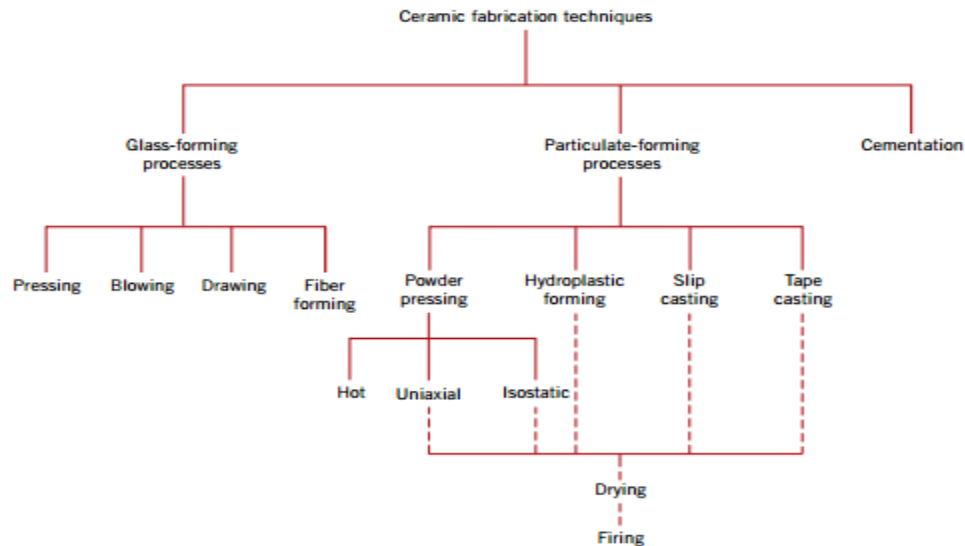 Ceramic fabrication techniques
Glass-forming
processes
Particulate-forming
processes
Cementation
Pressing
Blowing
Drawing
Fiber
forming
Powder
pressing
Hydroplastic
forming
Slip
casting
Tape
casting
Hot
Uniaxial
Isostatic
Drying
Firing